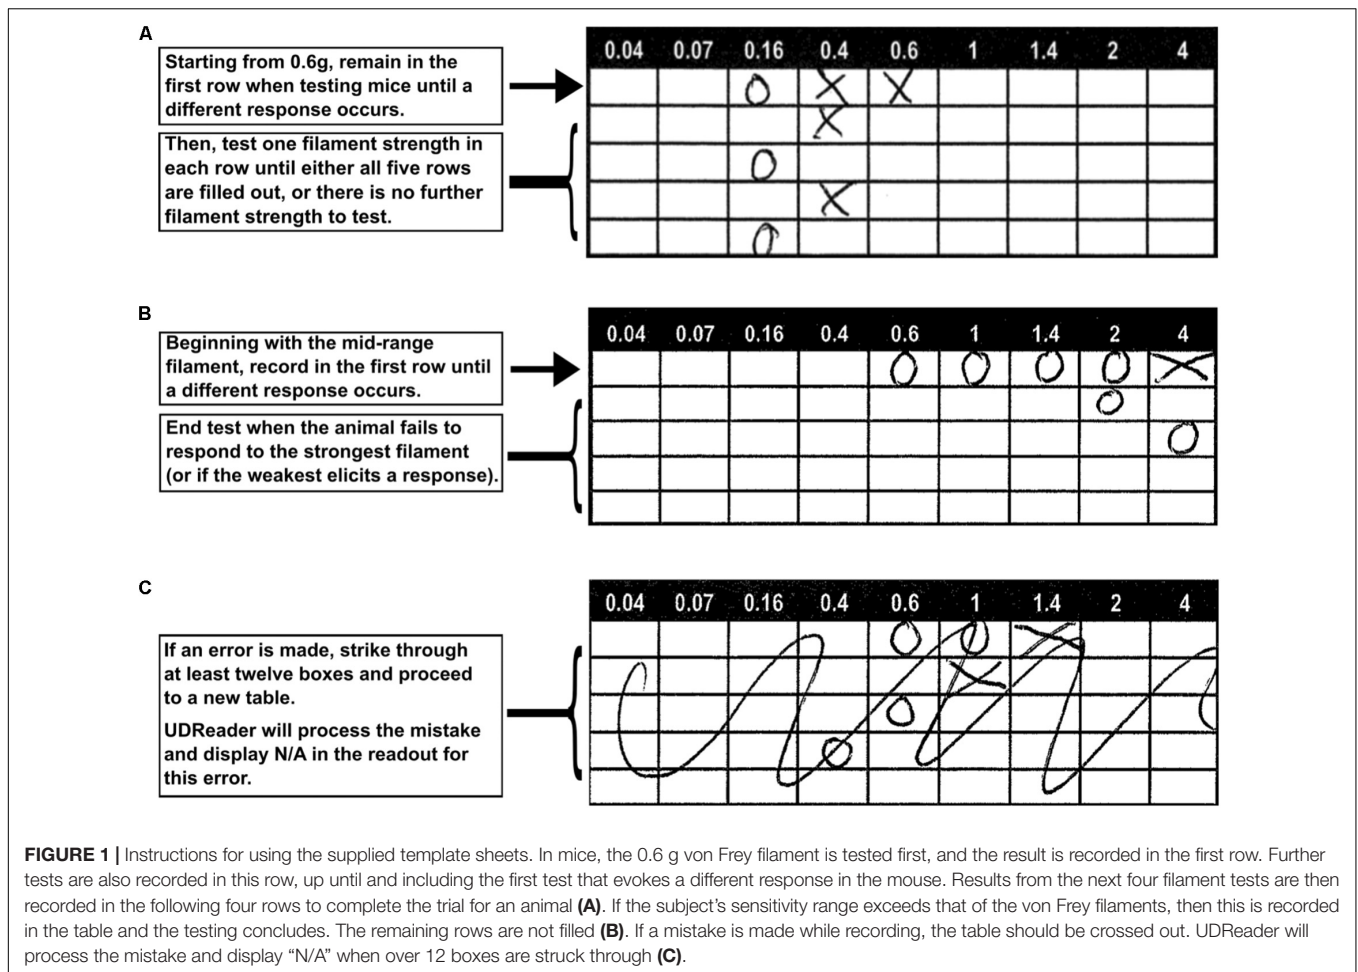 A
Starting from 0.6g, remain in the
first row when testing mice until a
different response occurs.
Then, test one filament strength in
each row until either all five rows
are filled out, or there is no further
filament strength to test.
0.04 0.07 0.16 0.4 0.6 1 1.4 2 4
O X X
X
O
X
O
B
Beginning with the mid-range
filament, record in the first row until
a different response occurs.
End test when the animal fails to
respond to the strongest filament
(or if the weakest elicits a response).
0.04 0.07 0.16 0.4 0.6 1 1.4 2 4
O O O O X
O
O
C
If an error is made, strike through
at least twelve boxes and proceed
to a new table.
UDReader will process the mistake
and display N/A in the readout for
this error.
0.04 0.07 0.16 0.4 0.6 1 1.4 2 4
O O X
X
O
O
FIGURE 1 | Instructions for using the supplied template sheets. In mice, the 0.6 g von Frey filament is tested first, and the result is recorded in the first row. Further
tests are also recorded in this row, up until and including the first test that evokes a different response in the mouse. Results from the next four filament tests are then
recorded in the following four rows to complete the trial for an animal (A). If the subject's sensitivity range exceeds that of the von Frey filaments, then this is recorded
in the table and the testing concludes. The remaining rows are not filled (B). If a mistake is made while recording, the table should be crossed out. UDReader will
process the mistake and display “N/A” when over 12 boxes are struck through (C).